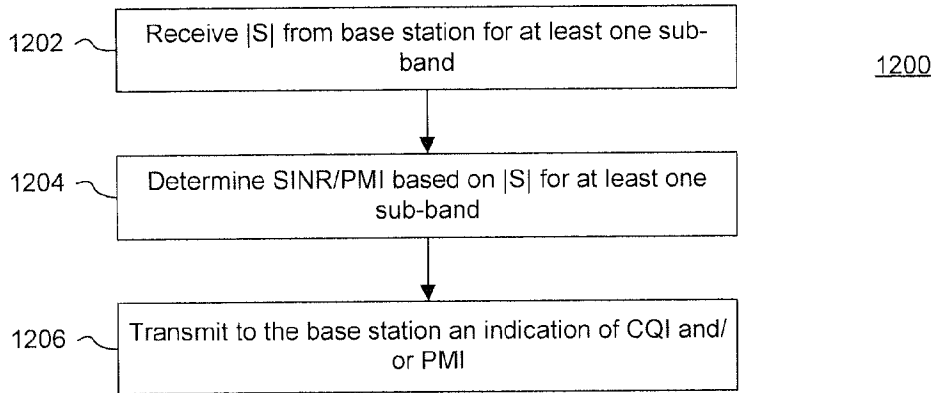 1202
Receive |S| from base station for at least one sub-
band
1200
1204
Determine SINR/PMI based on |S| for at least one
sub-band
1206
Transmit to the base station an indication of CQI and/
or PMI